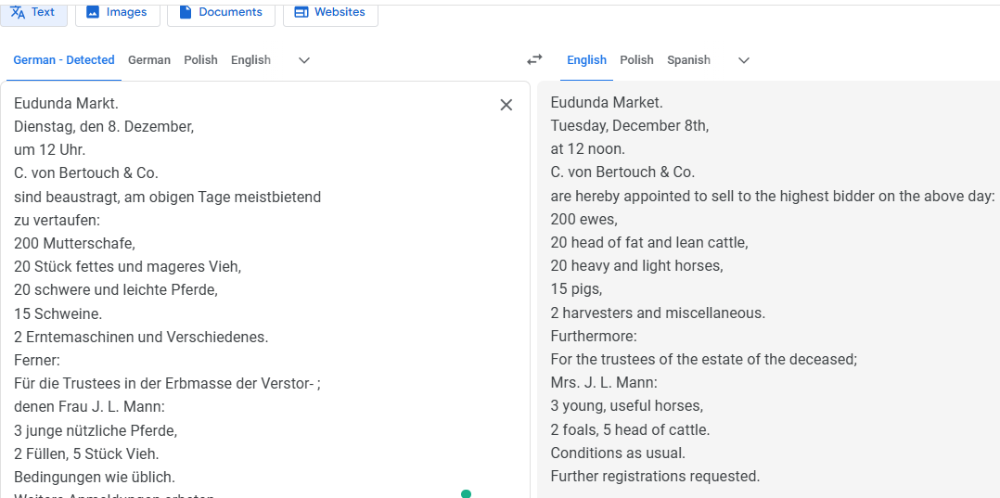 Text
Images
Documents
Websites
German - Detected
German
Polish
English
English
Polish
Spanish
Eudunda Markt.
Dienstag, den 8. Dezember,
um 12 Uhr.
C. von Bertouch & Co.
sind beaustragt, am obigen Tage meistbietend
zu vertaufen:
200 Mutterschafe,
20 Stück fettes und mageres Vieh,
20 schwere und leichte Pferde,
15 Schweine.
2 Erntemaschinen und Verschiedenes.
Ferner:
Für die Trustees in der Erbmasse der Verstor- ;
denen Frau J. L. Mann:
3 junge nützliche Pferde,
2 Füllen, 5 Stück Vieh.
Bedingungen wie üblich.
Weitere Anmeldungen erbeten
Eudunda Market.
Tuesday, December 8th,
at 12 noon.
C. von Bertouch & Co.
are hereby appointed to sell to the highest bidder on the above day:
200 ewes,
20 head of fat and lean cattle,
20 heavy and light horses,
15 pigs,
2 harvesters and miscellaneous.
Furthermore:
For the trustees of the estate of the deceased;
Mrs. J. L. Mann:
3 young, useful horses,
2 foals, 5 head of cattle.
Conditions as usual.
Further registrations requested.